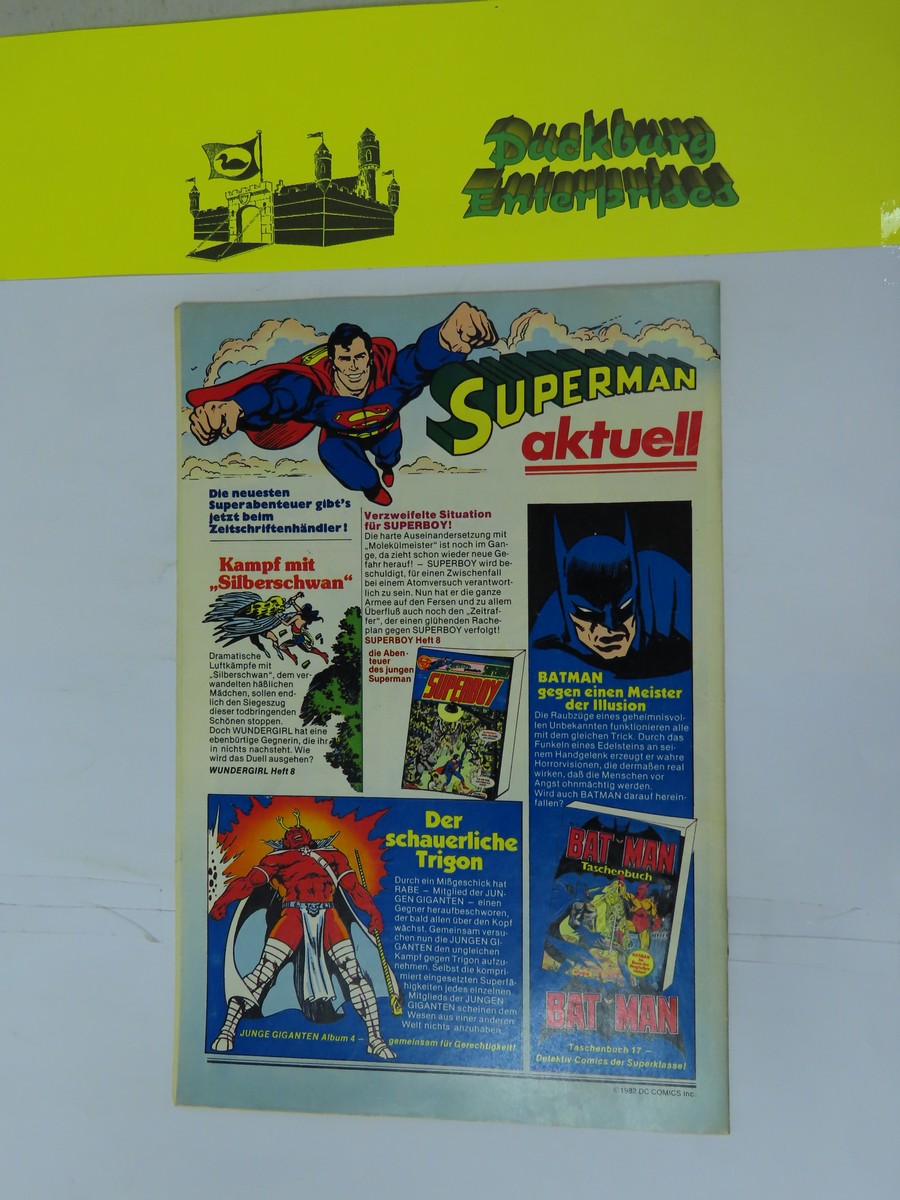 Duckburg
Enterprises
SUPERMAN
aktuell
Die neuesten
Superabenteuer gibt's
jetzt beim
Zeitschriftenhändler!
Kampf mit
„Silberschwan“
Dramatische
Luftkämpfe mit
„Silberschwan“, dem ver-
wandelten häßlichen
Mädchen, sollen end-
lich den Siegeszug
dieser todbringenden
Schönen stoppen.
Doch WUNDERGIRL hat eine
ebenbürtige Gegnerin, die ihr
in nichts nachsteht. Wie
wird das Duell ausgehen?
WUNDERGIRL Heft 8
Verzweifelte Situation
für SUPERBOY!
Die harte Auseinandersetzung mit
„Molekülmeister“ ist noch im Gan-
ge, da zieht schon wieder neue Ge-
fahr herauf! – SUPERBOY wird be-
schuldigt, für einen Zwischenfall
bei einem Atomversuch verantwort-
lich zu sein. Nun hat er die ganze
Armee auf den Fersen und zu allem
Überfluß auch noch den „Zeitraf-
fer“, der einen glühenden Rache-
plan gegen SUPERBOY verfolgt!
SUPERBOY Heft 8
die Aben-
teuer
des jungen
Superman
SUPERBOY
BATMAN
gegen einen Meister
der Illusion
Die Raubzüge eines geheimnisvol-
len Unbekannten funktionieren alle
mit dem gleichen Trick. Durch das
Funkeln eines Edelsteins an sei-
nem Handgelenk erzeugt er wahre
Horrorvisionen, die dermaßen real
wirken, daß die Menschen vor
Angst ohnmächtig werden.
Wird auch BATMAN darauf herein-
fallen?
BATMAN
Taschenbuch
BATMAN
Taschenbuch 17 –
Detektiv Comics der Superklasse!
Der
schauerliche
Trigon
Durch ein Mißgeschick hat
RABE – Mitglied der JUN-
GEN GIGANTEN – einen
Gegner heraufbeschworen,
der bald allen über den Kopf
wächst. Gemeinsam versu-
chen nun die JUNGEN GI-
GANTEN den ungleichen
Kampf gegen Trigon aufzu-
nehmen. Selbst die kompri-
miert eingesetzten Superfä-
higkeiten jedes einzelnen
Mitglieds der JUNGEN
GIGANTEN scheinen dem
Wesen aus einer anderen
Welt nichts anzuhaben.
JUNGE GIGANTEN Album 4 – gemeinsam für Gerechtigkeit!
© 1982 DC COMICS Inc.